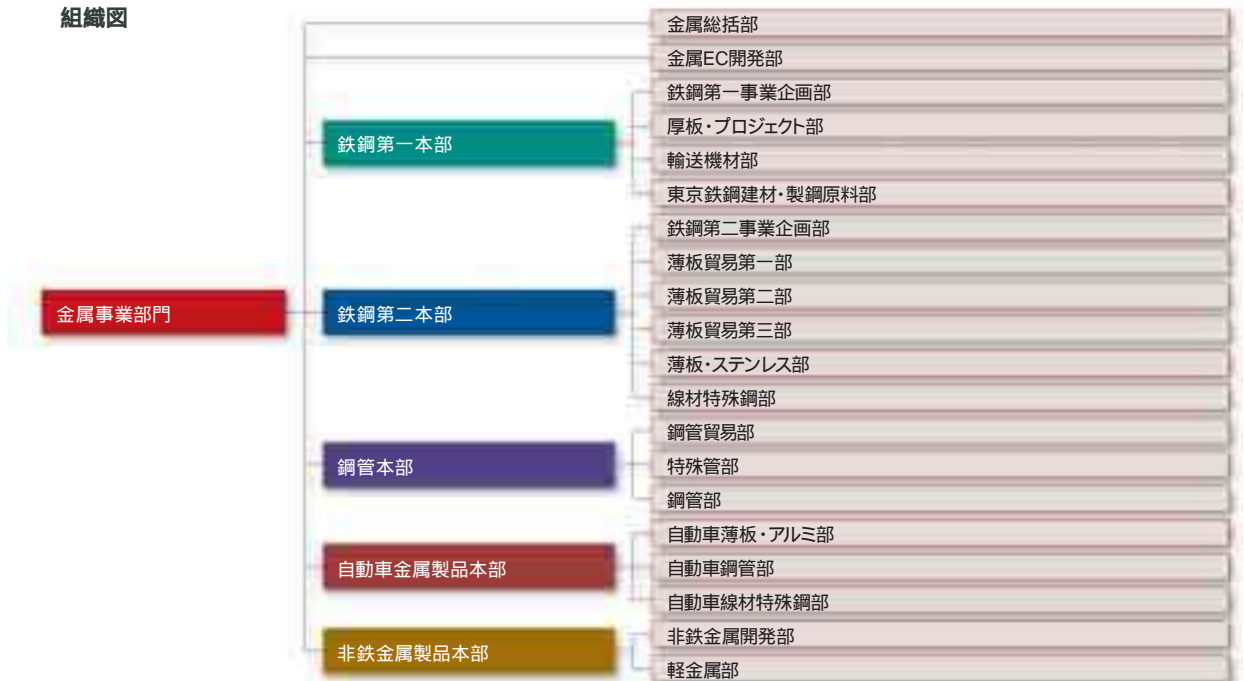 組織図
金属総括部
金属EC開発部
鉄鋼第一事業企画部
厚板・プロジェクト部
鉄鋼第一本部
輸送機材部
東京鉄鋼建材・製鋼原料部
鉄鋼第二事業企画部
薄板貿易第一部
薄板貿易第二部
金属事業部門
鉄鋼第二本部
薄板貿易第三部
薄板・ステンレス部
線材特殊鋼部
鋼管貿易部
鋼管本部
特殊管部
鋼管部
自動車薄板・アルミ部
自動車金属製品本部
自動車鋼管部
自動車線材特殊鋼部
非鉄金属開発部
非鉄金属製品本部
軽金属部